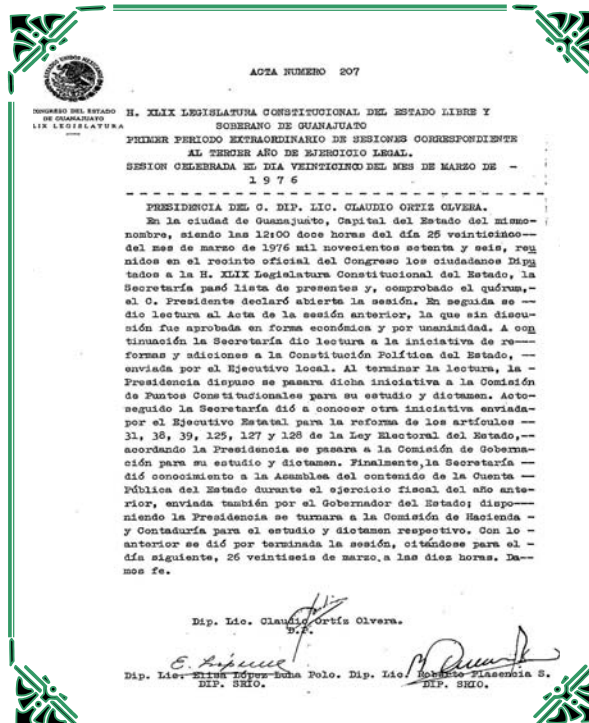 ACTA NUMERO 207
CONGRESO DEL ESTADO
DE GUANAJUATO
LIX LEGISLATURA
H. XLIX LEGISLATURA CONSTITUCIONAL DEL ESTADO LIBRE Y
SOBERANO DE GUANAJUATO
PRIMER PERIODO EXTRAORDINARIO DE SESIONES CORRESPONDIENTE
AL TERCER AÑO DE EJERCICIO LEGAL.
SESION CELEBRADA EL DIA VEINTICINCO DEL MES DE MARZO DE -
1 9 7 6
- - - - - - - - - - - - - - - - - - - - - - - - - - - - -
PRESIDENCIA DEL C. DIP. LIC. CLAUDIO ORTIZ OLVERA.
En la ciudad de Guanajuato, Capital del Estado del mismo-
nombre, siendo las 12:00 doce horas del día 25 veinticinco--
del mes de marzo de 1976 mil novecientos setenta y seis, reu
nidos en el recinto oficial del Congreso los ciudadanos Dipu
tados a la H. XLIX Legislatura Constitucional del Estado, la
Secretaría pasó lista de presentes y, comprobado el quórum,-
el C. Presidente declaró abierta la sesión. En seguida se --
dio lectura al Acta de la sesión anterior, la que sin discu-
sión fue aprobada en forma económica y por unanimidad. A con
tinuación la Secretaría dio lectura a la iniciativa de re---
formas y adiciones a la Constitución Política del Estado, --
enviada por el Ejecutivo local. Al terminar la lectura, la -
Presidencia dispuso se pasara dicha iniciativa a la Comisión
de Puntos Constitucionales para su estudio y dictamen. Acto-
seguido la Secretaría dió a conocer otra iniciativa enviada-
por el Ejecutivo Estatal para la reforma de los artículos --
31, 38, 39, 125, 127 y 128 de la Ley Electoral del Estado,--
acordando la Presidencia se pasara a la Comisión de Goberna-
ción para su estudio y dictamen. Finalmente,la Secretaría --
dió conocimiento a la Asamblea del contenido de la Cuenta --
Pública del Estado durante el ejercicio fiscal del año ante-
rior, enviada también por el Gobernador del Estado; dispo---
niendo la Presidencia se turnara a la Comisión de Hacienda -
y Contaduría para el estudio y dictamen respectivo. Con lo -
anterior se dió por terminada la sesión, citándose para el -
día siguiente, 26 veintiseis de marzo a las diez horas. Da--
mos fe.
Dip. Lic. Claudio Ortíz Olvera.
D.P.
Dip. Lic. Elisa López Luna Polo. Dip. Lic. Roberto Plasencia S.
DIP. SRIO. DIP. SRIO.